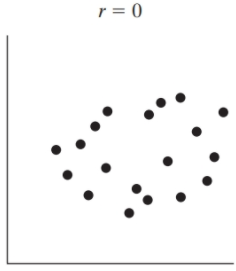 r = 0